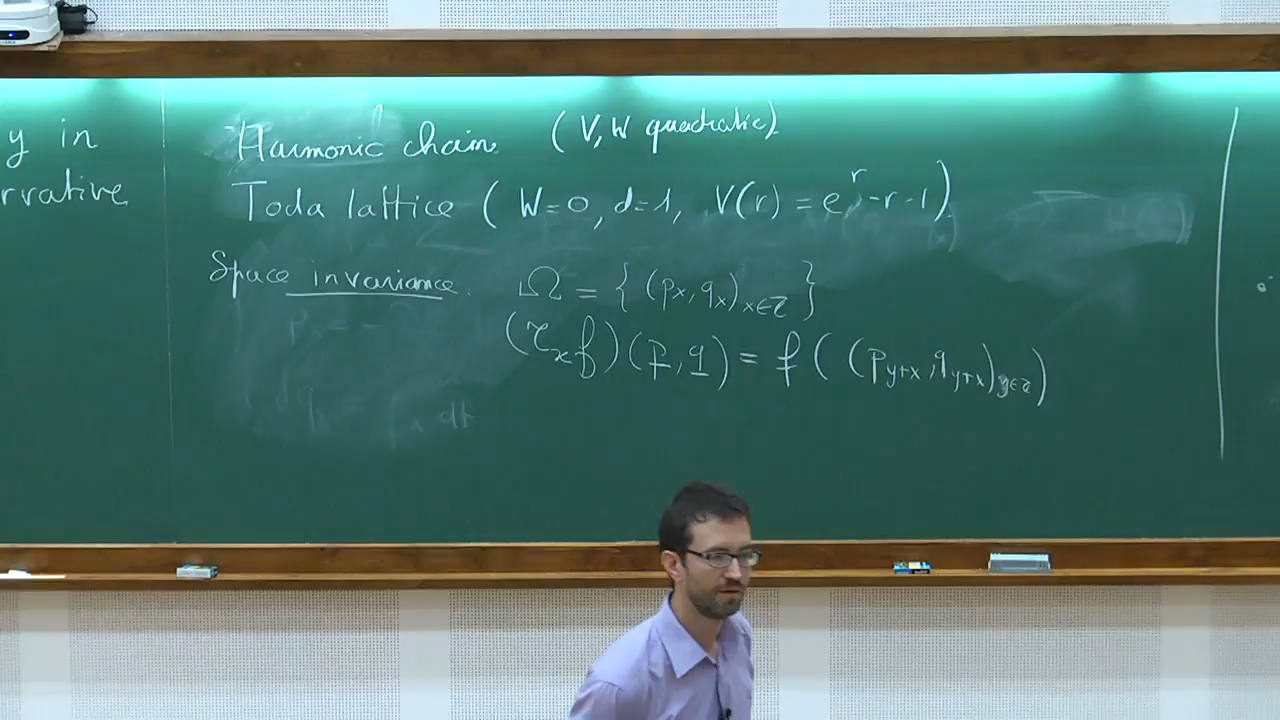 y in
rvative
Harmonic chain (V, W quadratic)
Toda lattice ( W=0, d=1, V(r) = e^r - r - 1 )
Space invariance: Ω = { (p_x, q_x)_{x∈ℤ} }
(τ_x f)(p, q) = f( (p_{y+x}, q_{y+x})_{y∈ℤ} )